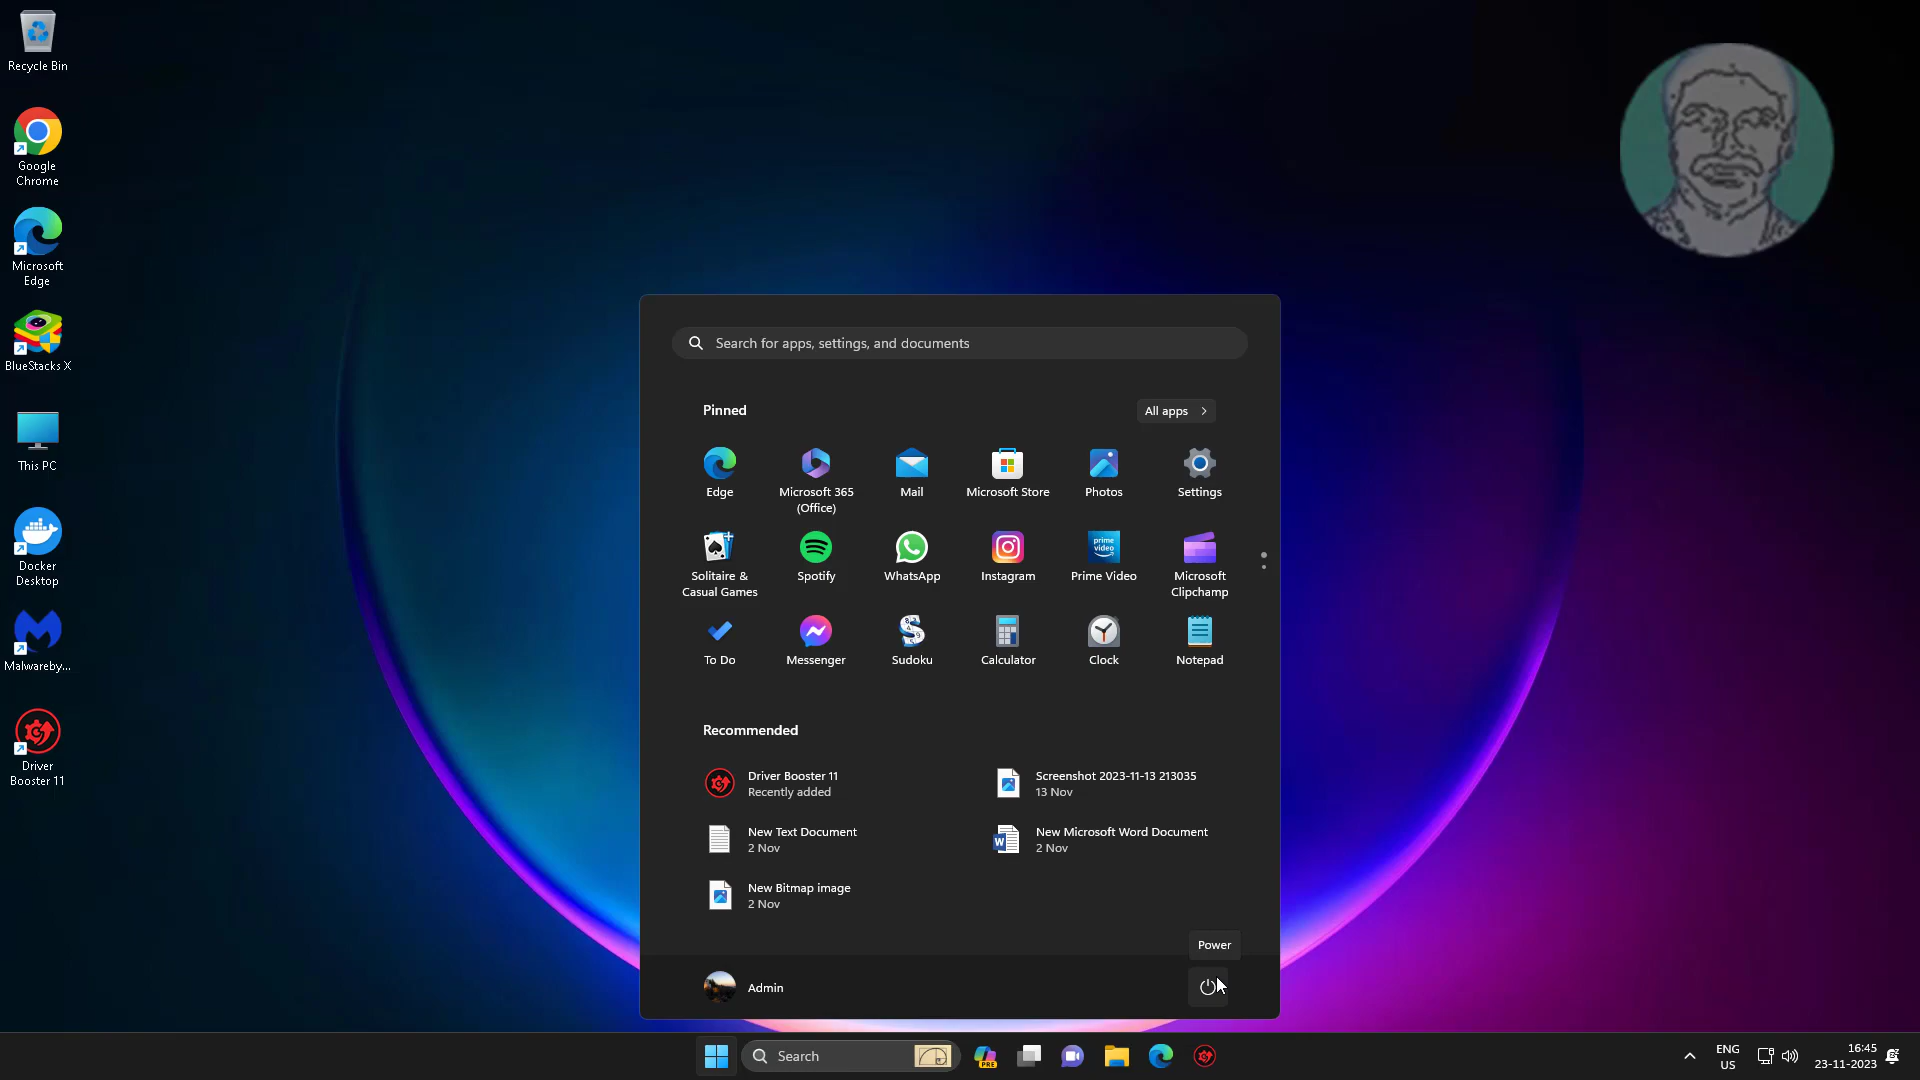 Recycle Bin
Google
Chrome
Microsoft
Edge
BlueStacks X
This PC
Docker
Desktop
Malwareby...
Driver
Booster 11
Search for apps, settings, and documents
Pinned
All apps
Edge
Microsoft 365
(Office)
Mail
Microsoft Store
Photos
Settings
Solitaire &
Casual Games
Spotify
WhatsApp
Instagram
prime
video
Prime Video
Microsoft
Clipchamp
To Do
Messenger
Sudoku
Calculator
Clock
Notepad
Recommended
Driver Booster 11
Recently added
Screenshot 2023-11-13 213035
13 Nov
New Text Document
2 Nov
W
New Microsoft Word Document
2 Nov
New Bitmap image
2 Nov
Power
Admin
Search
PRE
ENG
US
16:45
23-11-2023